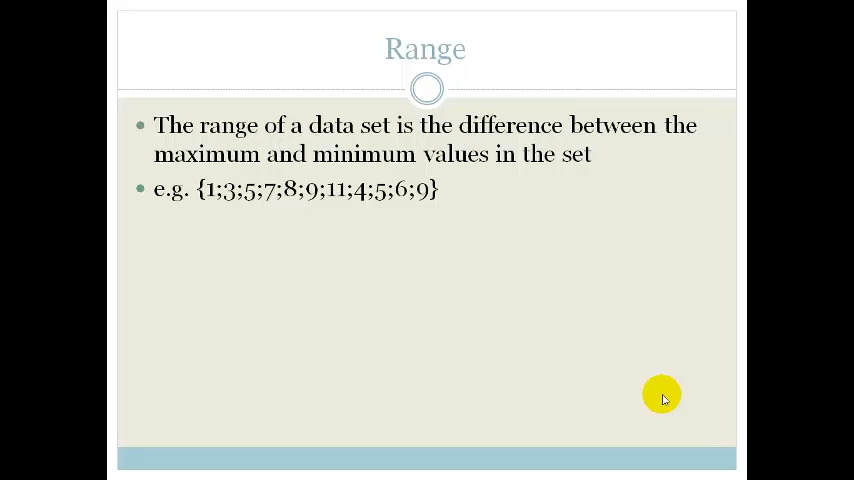 Range
• The range of a data set is the difference between the
maximum and minimum values in the set
• e.g. {1;3;5;7;8;9;11;4;5;6;9}